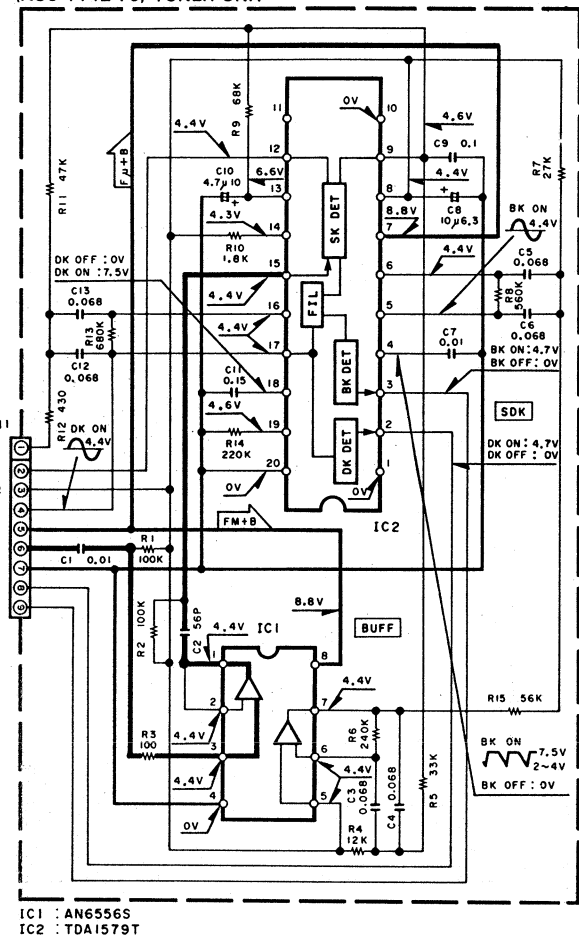 R11 47K
R9 68K
FM+B
4.4V
C10
4.7µ10
+
6.6V
4.3V
R10
1.8K
4.4V
DK OFF : 0V
DK ON : 7.5V
C13
0.068
R13
680K
4.4V
C12
0.068
C11
0.15
R12 430
DK ON
4.4V
4.6V
R14
220K
0V
11
12
13
14
15
16
17
18
19
20
0V
10
9
8
7
6
5
4
3
2
1
SK DET
FIL
BK DET
DK DET
0V
IC2
4.6V
C9 0.1
4.4V
+
C8
10µ6.3
8.8V
R7
27K
BK ON
4.4V
4.4V
C5
0.068
R8
560K
C6
0.068
C7
0.01
BK ON : 4.7V
BK OFF : 0V
SDK
DK ON : 4.7V
DK OFF : 0V
1
2
3
4
5
6
7
8
9
C1 0.01
R1
100K
FM+B
R2 100K
C2 56P
4.4V
IC1
8.8V
BUFF
1
2
3
4
8
7
6
5
4.4V
R3
100
4.4V
0V
4.4V
R15 56K
R6
240K
4.4V
C3
0.068
C4 0.068
R5 33K
R4
12K
BK ON
7.5V
2~4V
BK OFF : 0V
IC1 : AN6556S
IC2 : TDA1579T